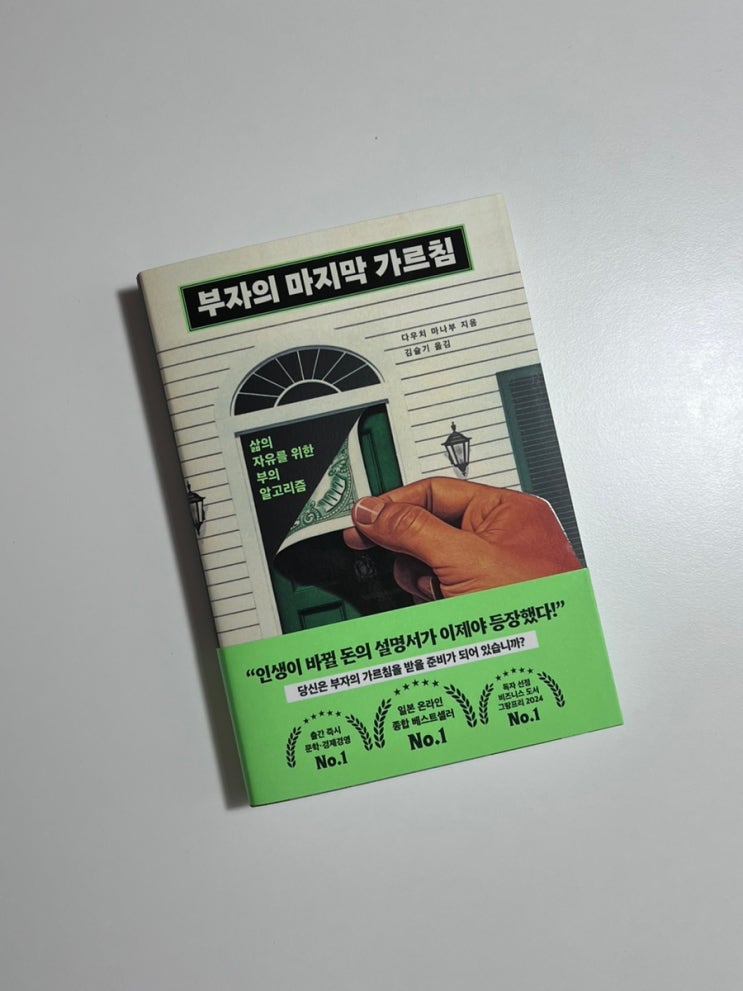 부자의 마지막 가르침
다우치 마나부 지음
김슬기 옮김
삶의
자유를 위한
부의
알고리즘
“인생이 바뀔 돈의 설명서가 이제야 등장했다!”
당신은 부자의 가르침을 받을 준비가 되어 있습니까?
출간 즉시
문학·경제경영
No.1
일본 온라인
종합 베스트셀러
No.1
독자 선정
비즈니스 도서
그랑프리 2024
No.1